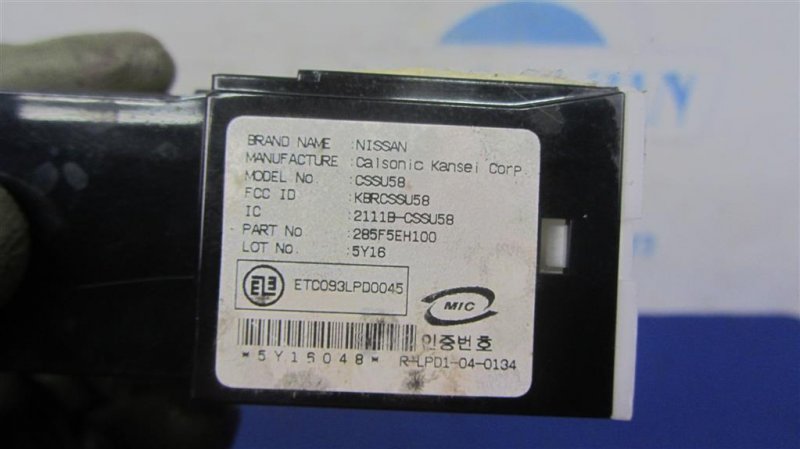 BRAND NAME : NISSAN
MANUFACTURE : Calsonic Kansei Corp.
MODEL No : CSSU58
FCC ID : KBRCSSU58
IC : 2111B-CSSU58
PART No : 285F5EH100
LOT No. : 5Y16
ETC093LPD0045
MIC
*5Y16048*
인증번호
R-LPD1-04-0134